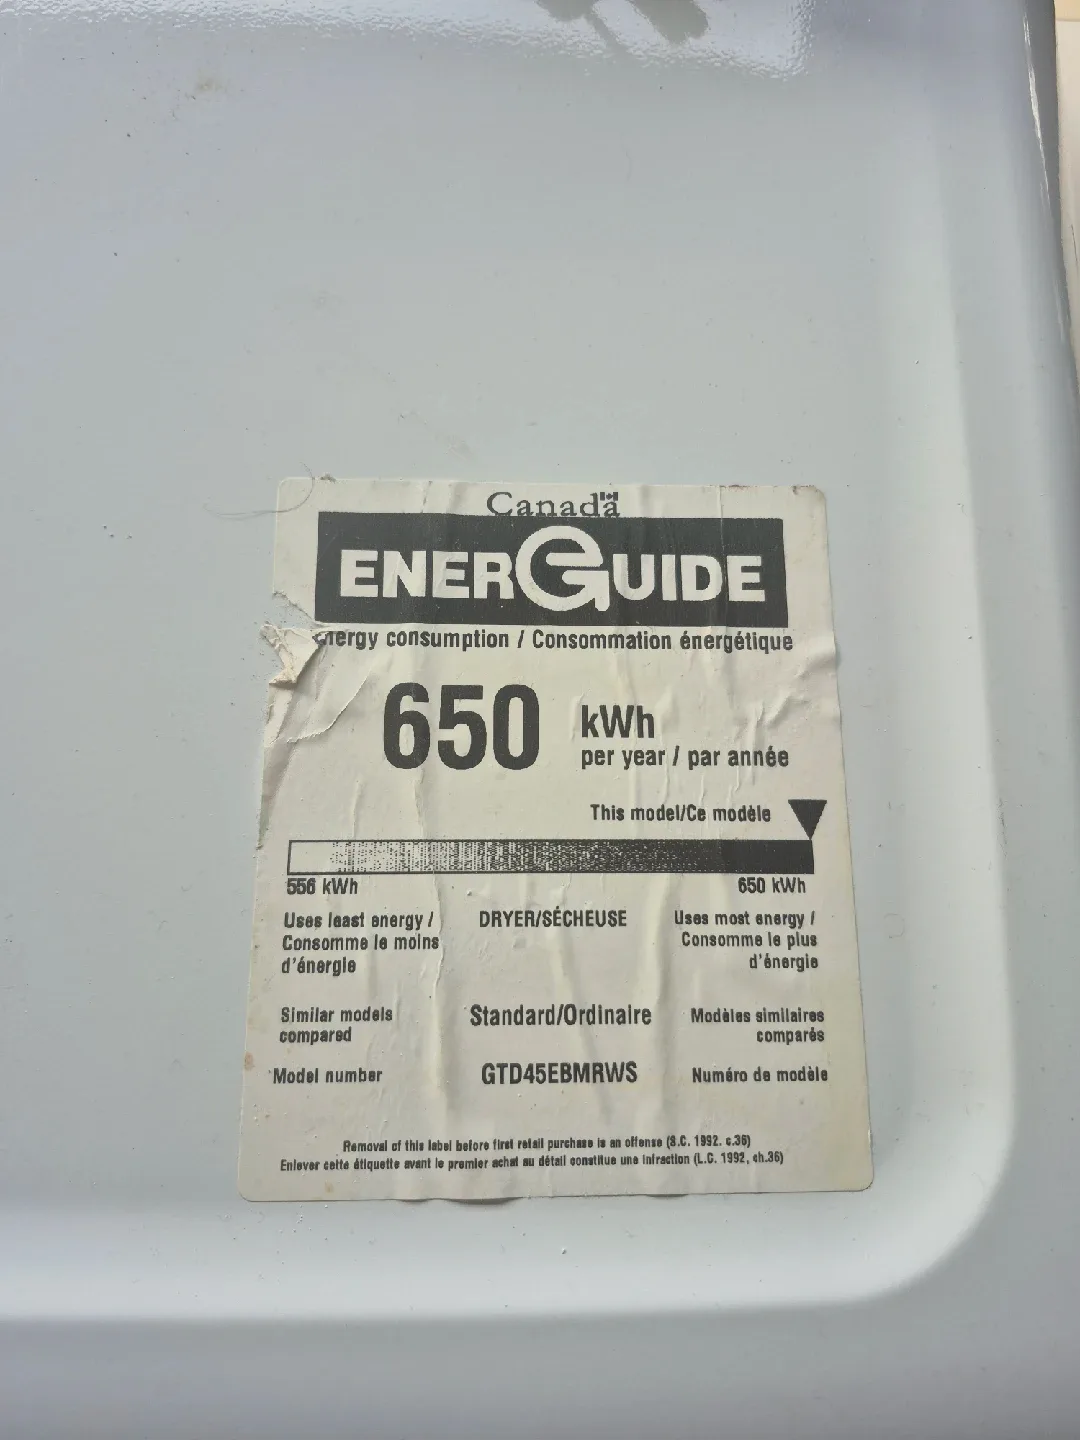 Canada
ENERGUIDE
energy consumption / Consommation énergétique
650 kWh
per year / par année
This model/Ce modèle
556 kWh 650 kWh
Uses least energy / DRYER/SÉCHEUSE Uses most energy /
Consomme le moins Consomme le plus
d'énergie d'énergie
Similar models Standard/Ordinaire Modèles similaires
compared comparés
Model number GTD45EBMRWS Numéro de modèle
Removal of this label before first retail purchase is an offense (S.C. 1992. c.36)
Enlever cette étiquette avant le premier achat au détail constitue une infraction (L.C. 1992, ch.36)